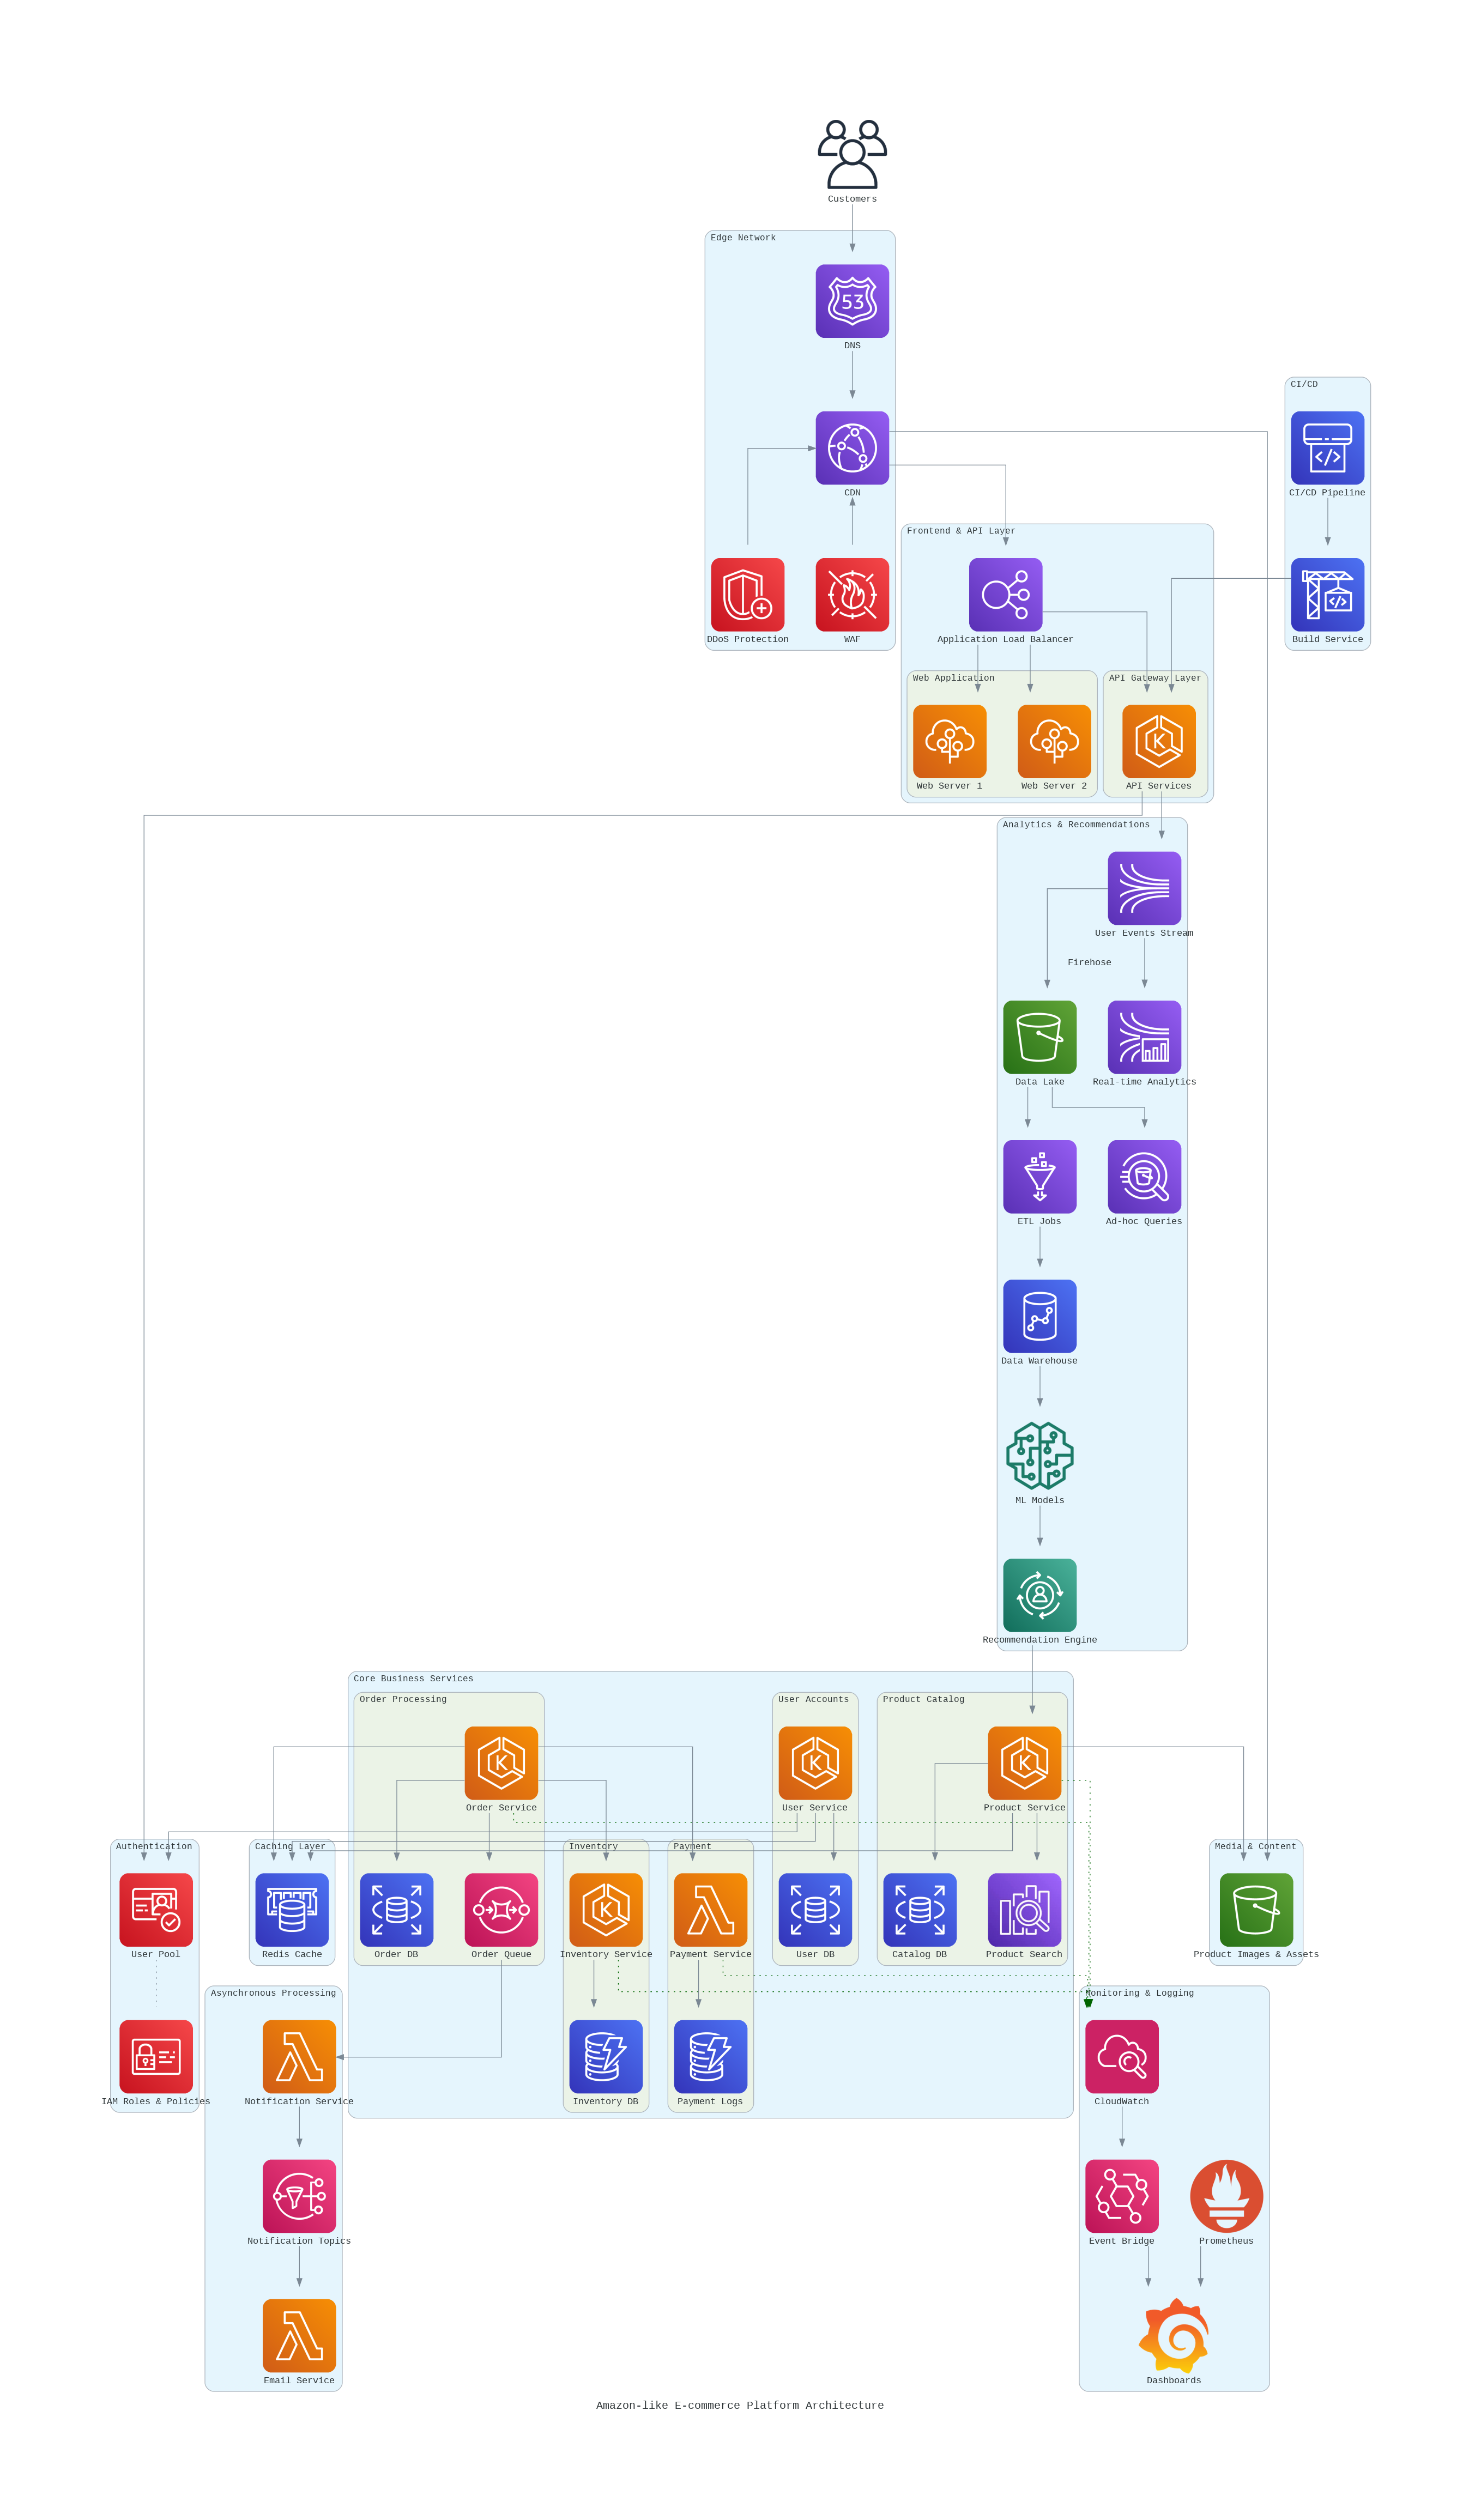 Customers
Edge Network
DNS
CI/CD
CDN
CI/CD Pipeline
Frontend & API Layer
DDoS Protection
WAF
Application Load Balancer
Build Service
Web Application
API Gateway Layer
Web Server 1
Web Server 2
API Services
Analytics & Recommendations
User Events Stream
Firehose
Data Lake
Real-time Analytics
ETL Jobs
Ad-hoc Queries
Data Warehouse
ML Models
Recommendation Engine
Core Business Services
Order Processing
User Accounts
Product Catalog
Order Service
User Service
Product Service
Authentication
Caching Layer
Inventory
Payment
Media & Content
User Pool
Redis Cache
Order DB
Order Queue
Inventory Service
Payment Service
User DB
Catalog DB
Product Search
Product Images & Assets
Asynchronous Processing
Monitoring & Logging
IAM Roles & Policies
Notification Service
Inventory DB
Payment Logs
CloudWatch
Notification Topics
Event Bridge
Prometheus
Email Service
Dashboards
Amazon-like E-commerce Platform Architecture
53
K
K
K
K
K